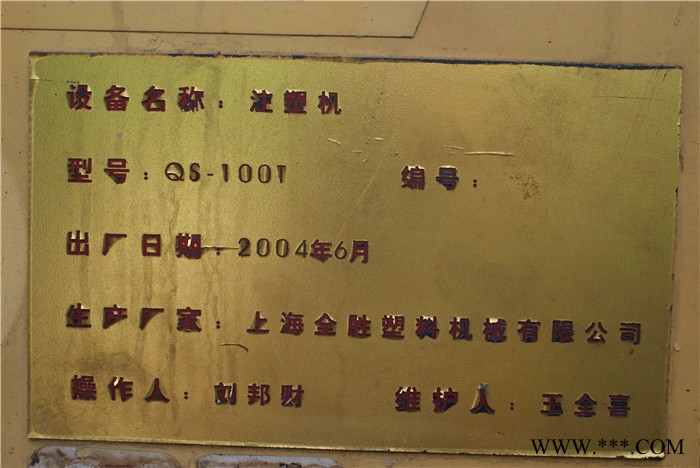 设备名称：注塑机
型号：QS-100T 编号：
出厂日期：2004年6月
生产厂家：上海全胜塑料机械有限公司
操作人：刘邦财 维护人：王全喜
WWW.***.COM